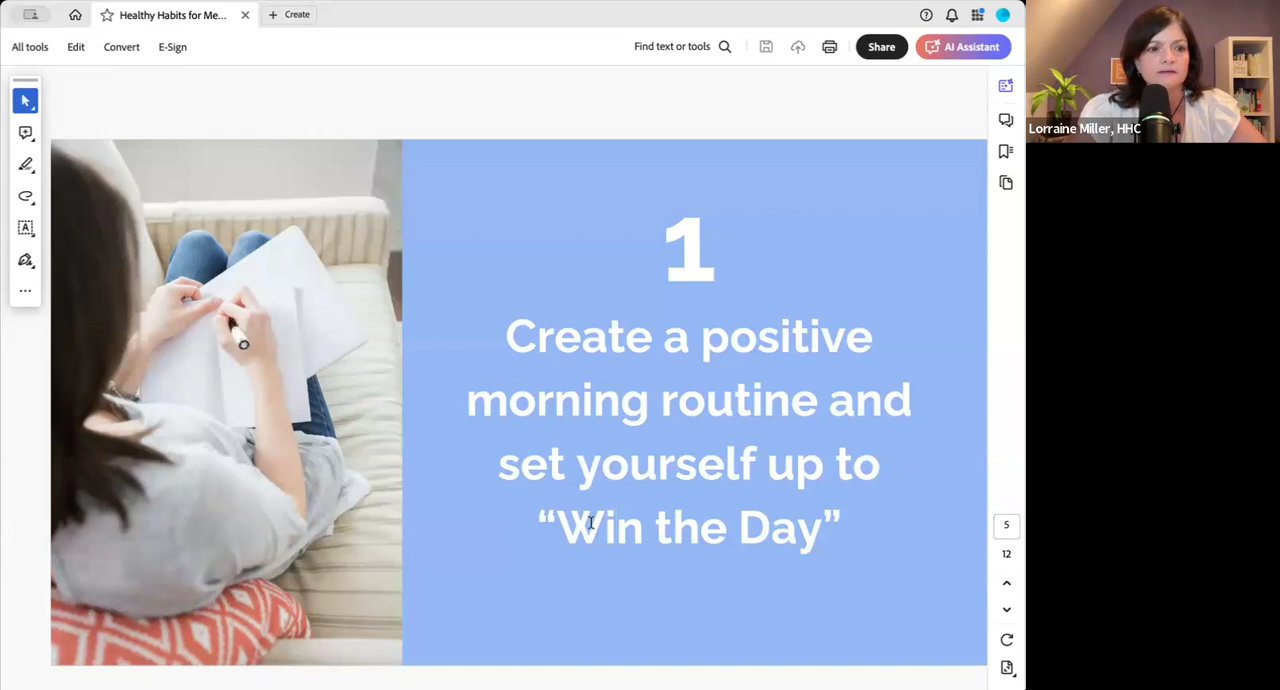 Healthy Habits for Me...
Create
All tools
Edit
Convert
E-Sign
Find text or tools
Share
AI Assistant
Lorraine Miller, HHC
1
Create a positive
morning routine and
set yourself up to
“Win the Day”
5
12